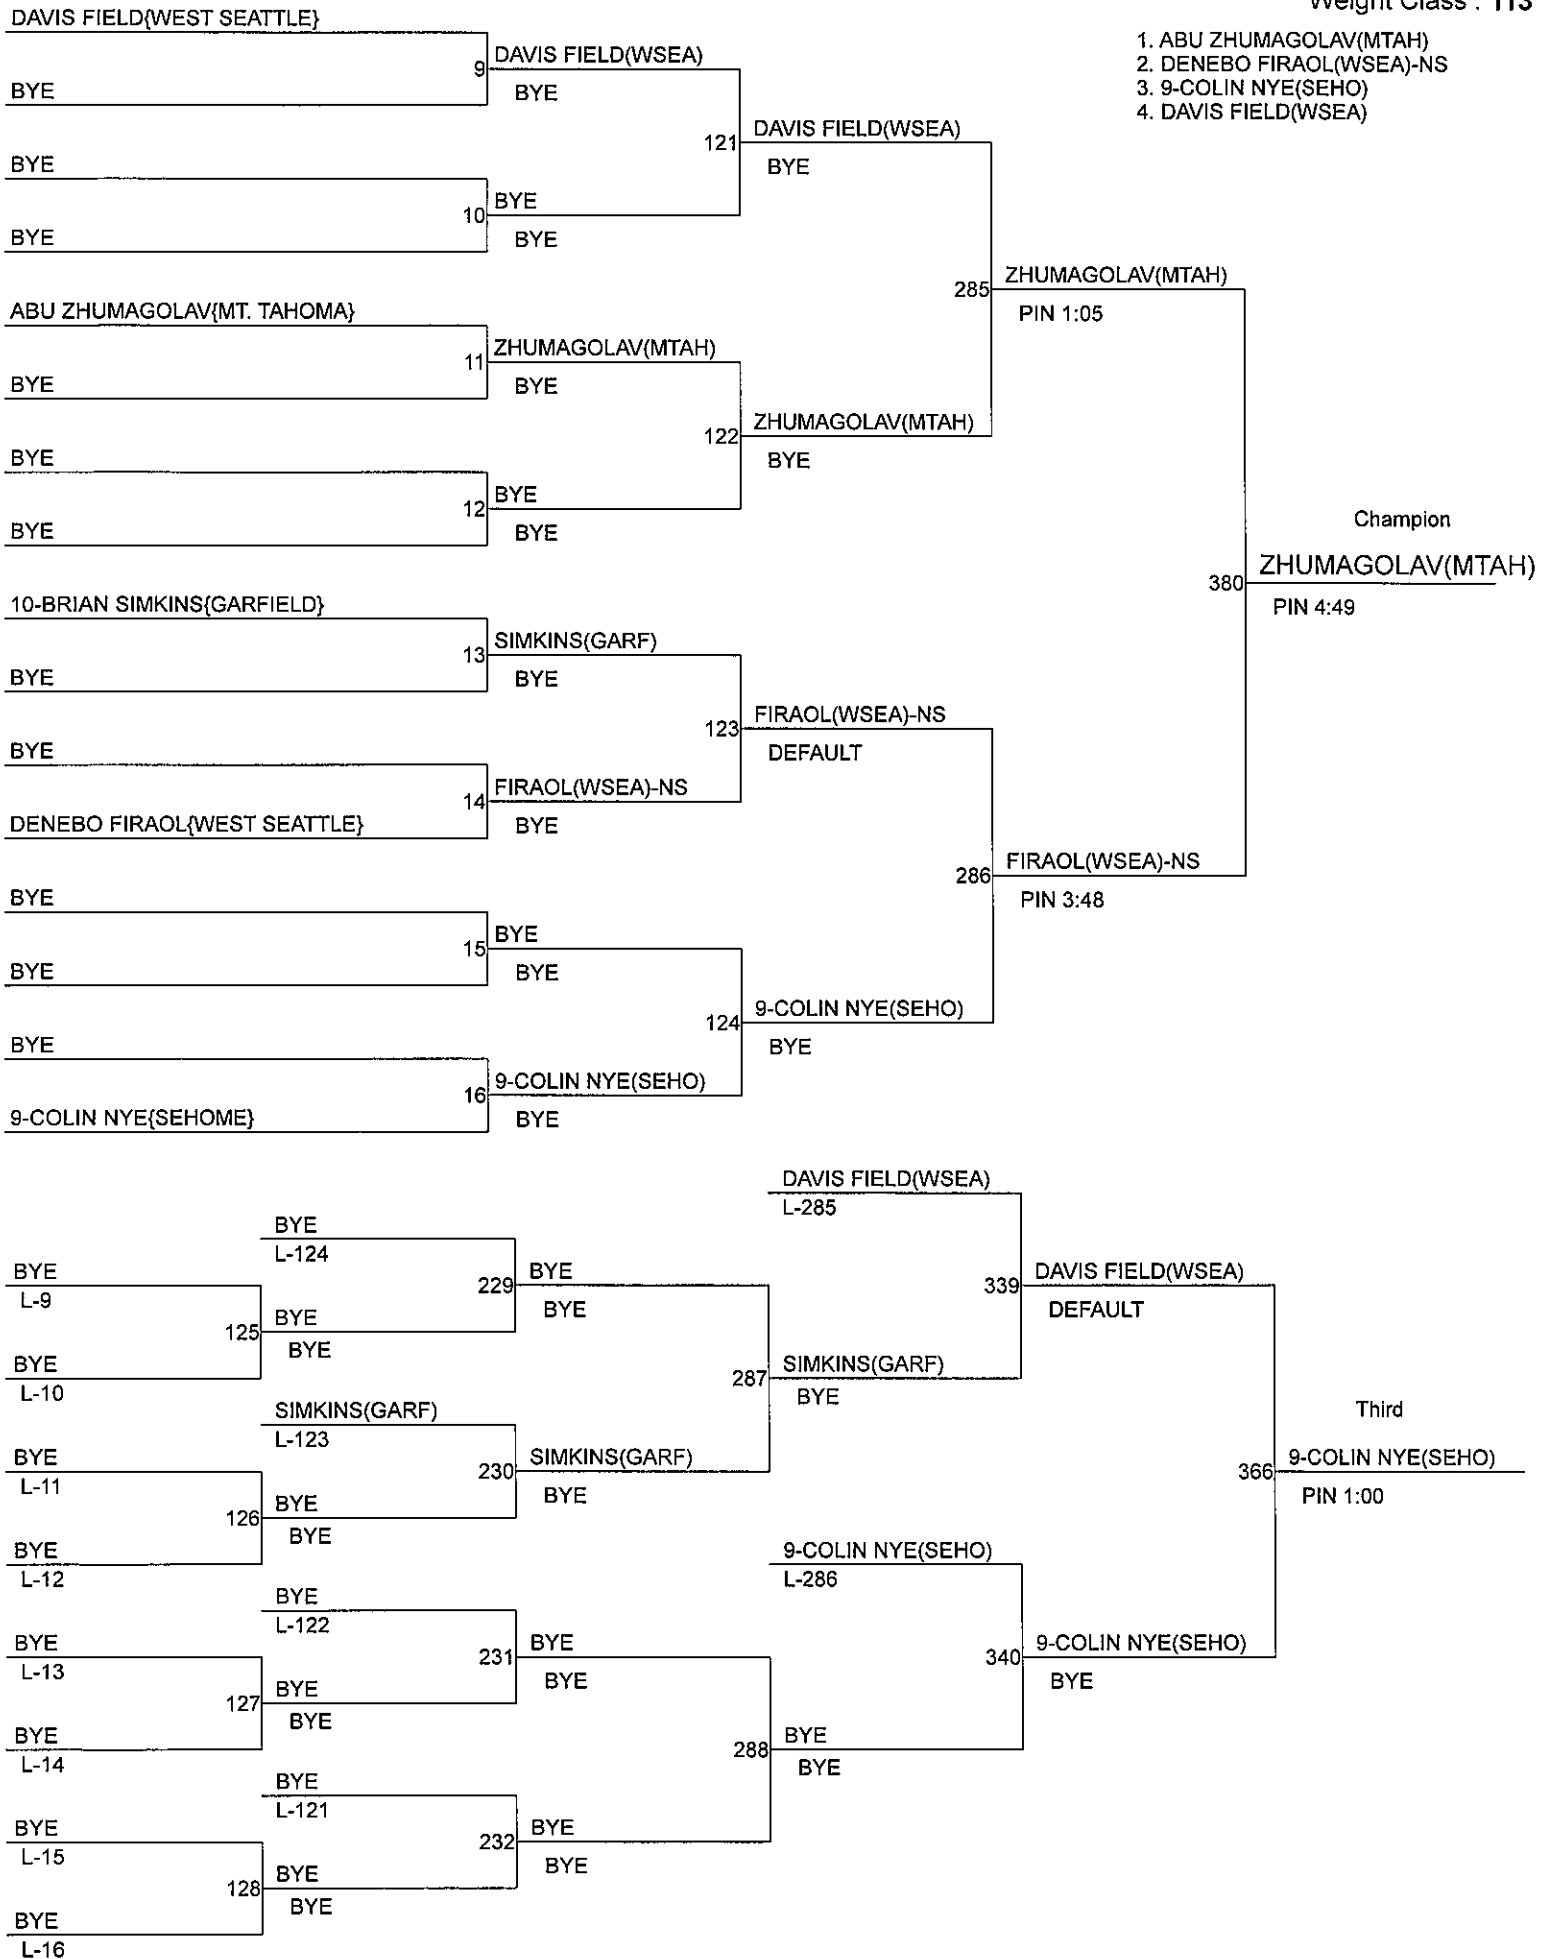 Weight Class : 113
1. ABU ZHUMAGOLAV(MTAH)
2. DENEBO FIRAOL(WSEA)-NS
3. 9-COLIN NYE(SEHO)
4. DAVIS FIELD(WSEA)
DAVIS FIELD{WEST SEATTLE}
9 DAVIS FIELD(WSEA)
BYE
BYE
121 DAVIS FIELD(WSEA)
BYE
BYE
10 BYE
BYE
BYE
285 ZHUMAGOLAV(MTAH)
PIN 1:05
ABU ZHUMAGOLAV{MT. TAHOMA}
11 ZHUMAGOLAV(MTAH)
BYE
BYE
122 ZHUMAGOLAV(MTAH)
BYE
BYE
12 BYE
BYE
BYE
Champion
380 ZHUMAGOLAV(MTAH)
PIN 4:49
10-BRIAN SIMKINS{GARFIELD}
13 SIMKINS(GARF)
BYE
BYE
123 FIRAOL(WSEA)-NS
DEFAULT
BYE
14 FIRAOL(WSEA)-NS
BYE
DENEBO FIRAOL{WEST SEATTLE}
286 FIRAOL(WSEA)-NS
PIN 3:48
BYE
15 BYE
BYE
BYE
124 9-COLIN NYE(SEHO)
BYE
BYE
16 9-COLIN NYE(SEHO)
BYE
9-COLIN NYE{SEHOME}
DAVIS FIELD(WSEA)
L-285
BYE
L-124
229 BYE
BYE
339 DAVIS FIELD(WSEA)
DEFAULT
BYE
L-9
125 BYE
BYE
BYE
L-10
287 SIMKINS(GARF)
BYE
SIMKINS(GARF)
L-123
230 SIMKINS(GARF)
BYE
BYE
L-11
126 BYE
BYE
BYE
L-12
Third
366 9-COLIN NYE(SEHO)
PIN 1:00
9-COLIN NYE(SEHO)
L-286
BYE
L-122
231 BYE
BYE
340 9-COLIN NYE(SEHO)
BYE
BYE
L-13
127 BYE
BYE
BYE
L-14
288 BYE
BYE
BYE
L-121
232 BYE
BYE
BYE
L-15
128 BYE
BYE
BYE
L-16